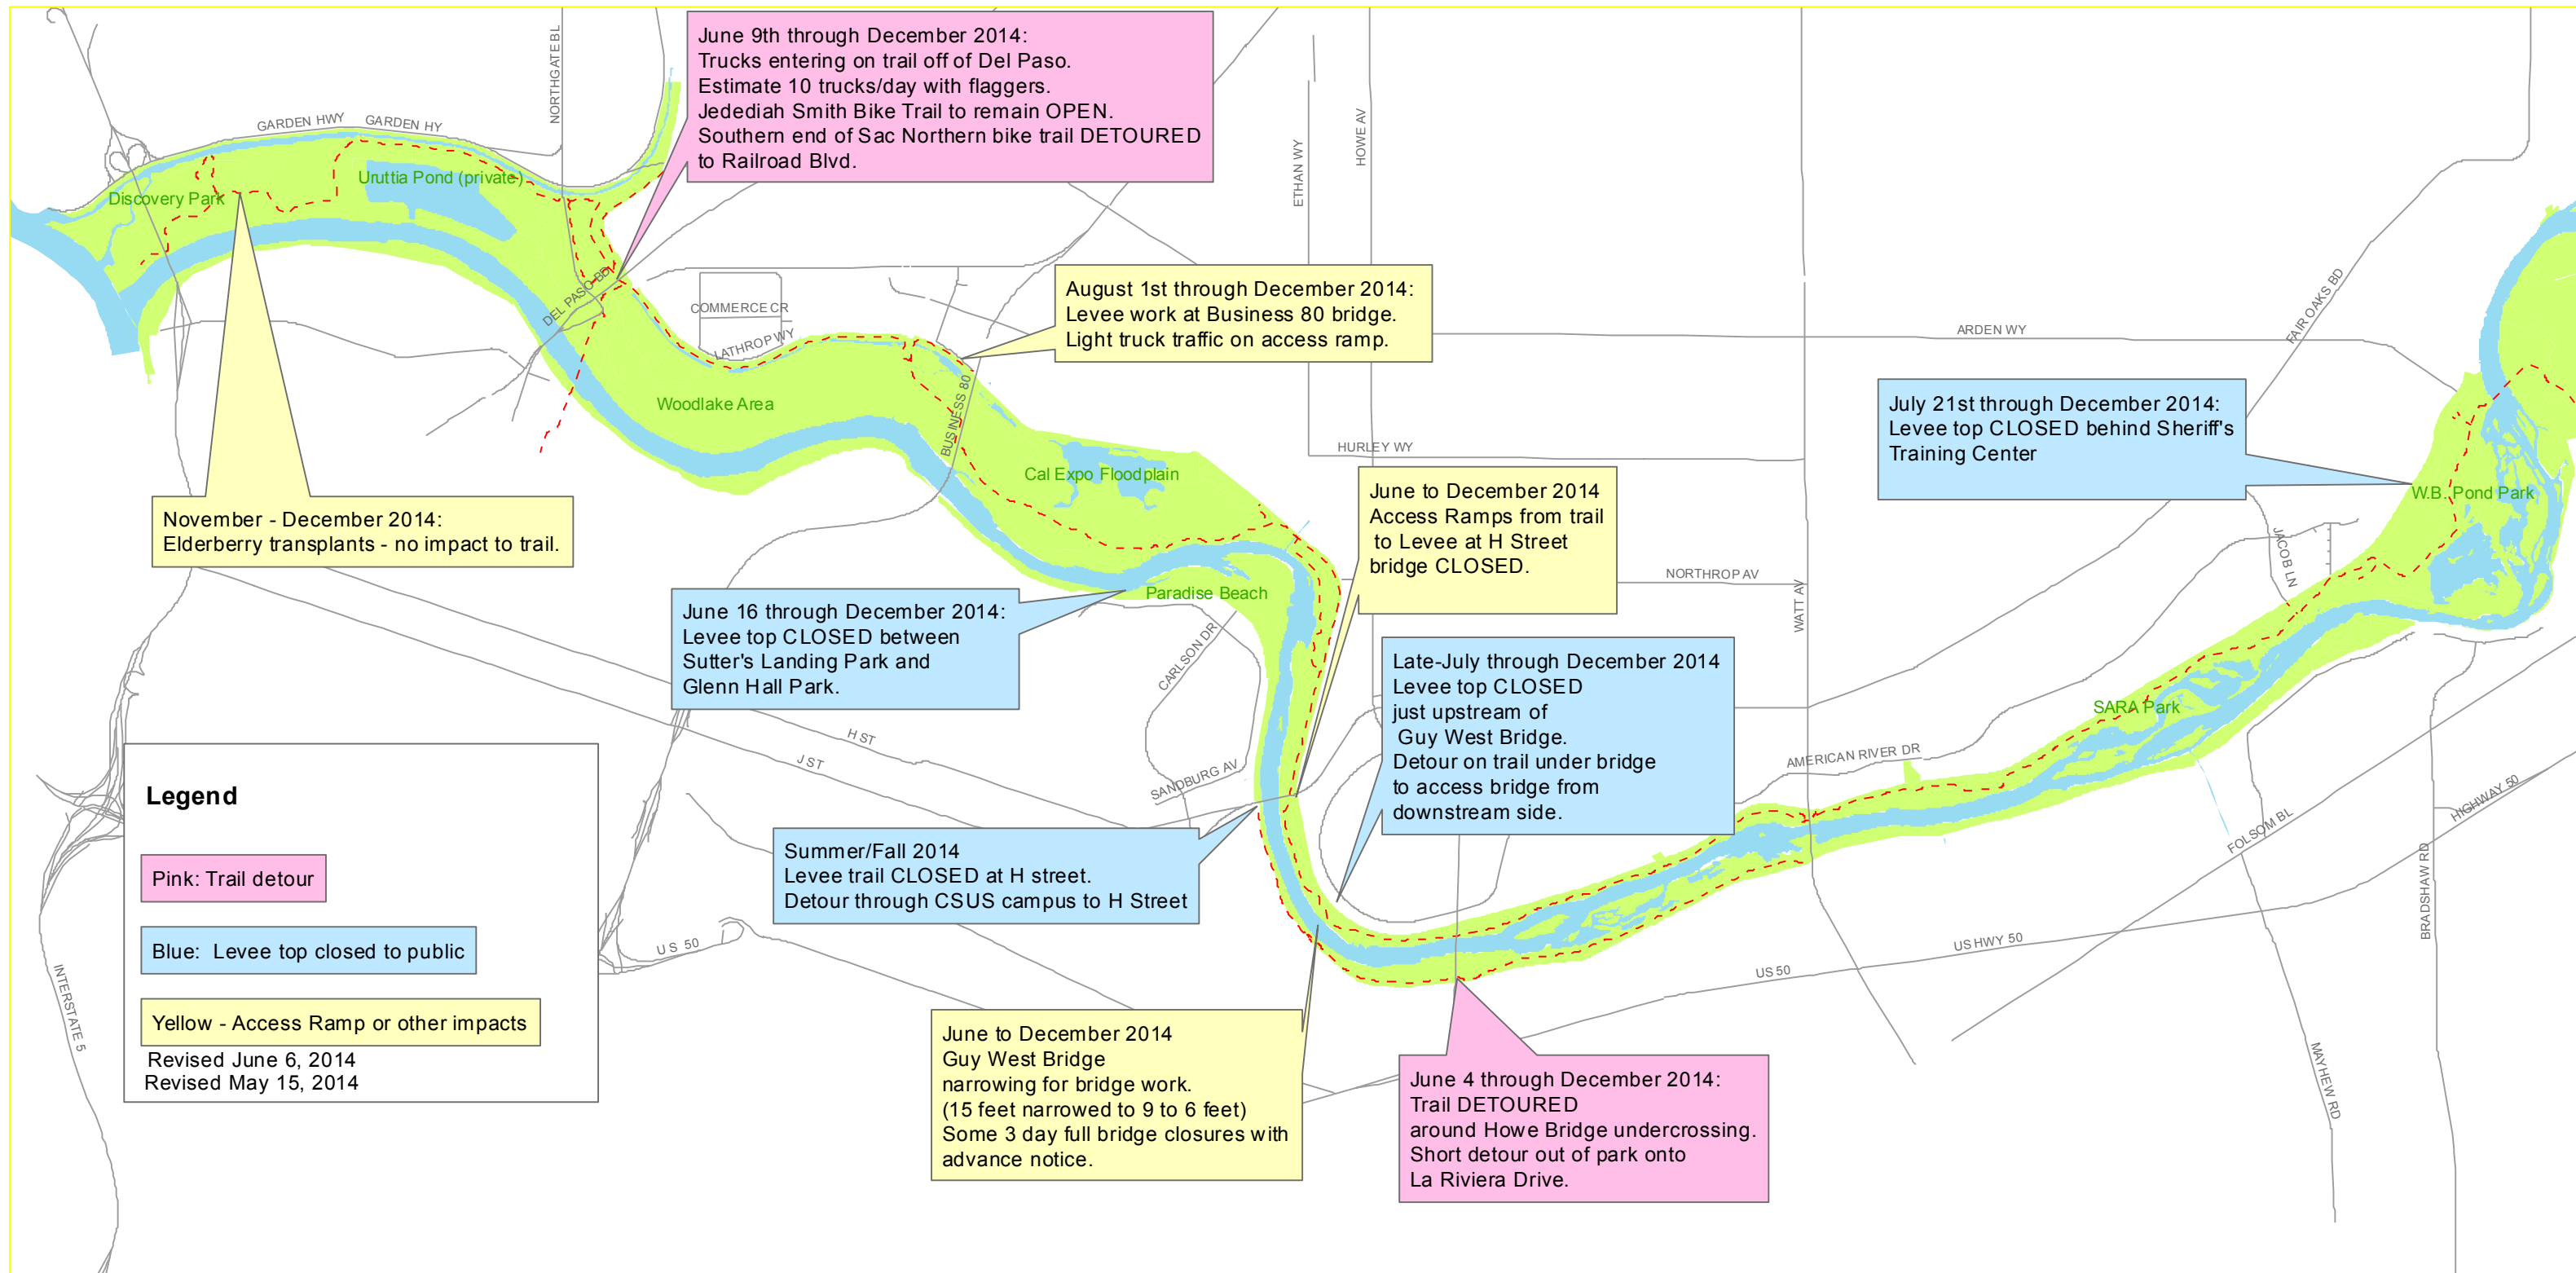 June 9th through December 2014:
Trucks entering on trail off of Del Paso.
Estimate 10 trucks/day with flaggers.
Jedediah Smith Bike Trail to remain OPEN.
Southern end of Sac Northern bike trail DETOURED
to Railroad Blvd.
NORTHGATE BL
GARDEN HWY
GARDEN HY
HOWE AV
ETHAN WY
Discovery Park
Uruttia Pond (private)
DEL PASO BD
COMMERCE CR
LATHROP WY
August 1st through December 2014:
Levee work at Business 80 bridge.
Light truck traffic on access ramp.
ARDEN WY
FAIR OAKS BD
Woodlake Area
BUSINESS 80
July 21st through December 2014:
Levee top CLOSED behind Sheriff's
Training Center
HURLEY WY
Cal Expo Floodplain
W.B. Pond Park
June to December 2014
Access Ramps from trail
to Levee at H Street
bridge CLOSED.
November - December 2014:
Elderberry transplants - no impact to trail.
JACOB LN
NORTHROP AV
WATT AV
Paradise Beach
June 16 through December 2014:
Levee top CLOSED between
Sutter's Landing Park and
Glenn Hall Park.
CARLSON DR
Late-July through December 2014
Levee top CLOSED
just upstream of
Guy West Bridge.
Detour on trail under bridge
to access bridge from
downstream side.
SARA Park
H ST
J ST
SANDBURG AV
AMERICAN RIVER DR
HIGHWAY 50
FOLSOM BL
BRADSHAW RD
Summer/Fall 2014
Levee trail CLOSED at H street.
Detour through CSUS campus to H Street
Legend
Pink: Trail detour
Blue: Levee top closed to public
Yellow - Access Ramp or other impacts
Revised June 6, 2014
Revised May 15, 2014
INTERSTATE 5
U S 50
US HWY 50
US 50
MAYHEW RD
June to December 2014
Guy West Bridge
narrowing for bridge work.
(15 feet narrowed to 9 to 6 feet)
Some 3 day full bridge closures with
advance notice.
June 4 through December 2014:
Trail DETOURED
around Howe Bridge undercrossing.
Short detour out of park onto
La Riviera Drive.